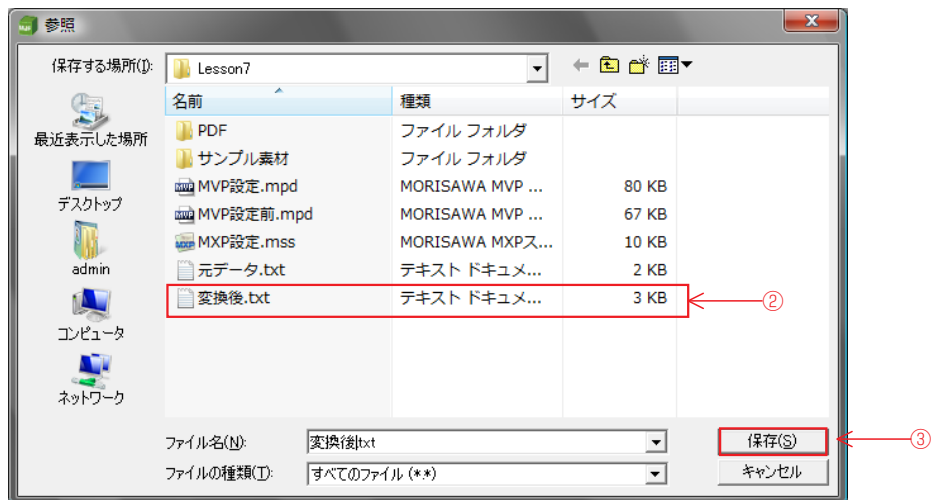 参照
保存する場所(I): Lesson7
名前 種類 サイズ
PDF ファイル フォルダ
サンプル素材 ファイル フォルダ
MVP設定.mpd MORISAWA MVP ... 80 KB
MVP設定前.mpd MORISAWA MVP ... 67 KB
MXP設定.mss MORISAWA MXPス... 10 KB
元データ.txt テキスト ドキュメ... 2 KB
変換後.txt テキスト ドキュメ... 3 KB
②
最近表示した場所
デスクトップ
admin
コンピュータ
ネットワーク
ファイル名(N): 変換後.txt 保存(S)
③
ファイルの種類(T): すべてのファイル (*.*) キャンセル